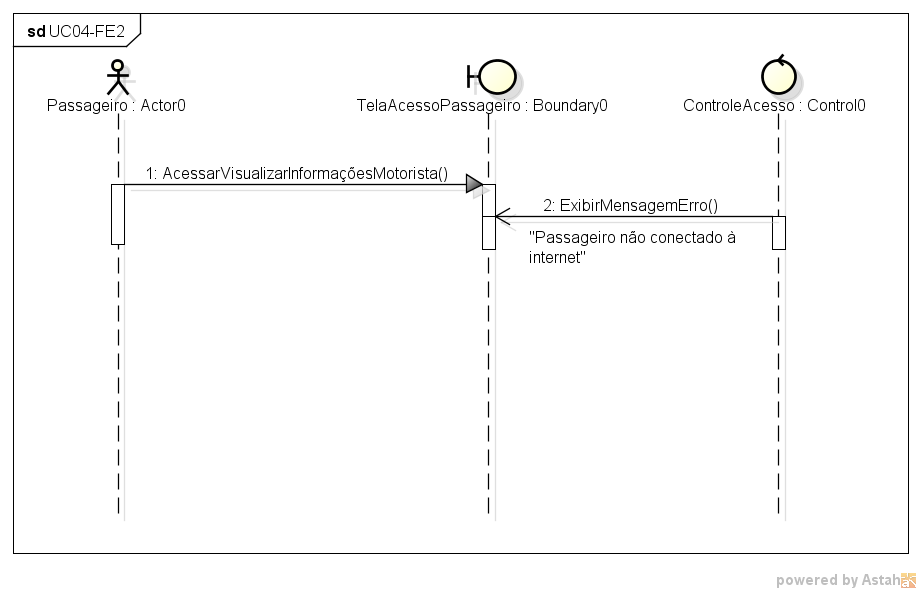 sd UC04-FE2
Passageiro : Actor0
TelaAcessoPassageiro : Boundary0
ControleAcesso : Control0
1: AcessarVisualizarInformaçõesMotorista()
2: ExibirMensagemErro()
"Passageiro não conectado à
internet"
powered by Astah